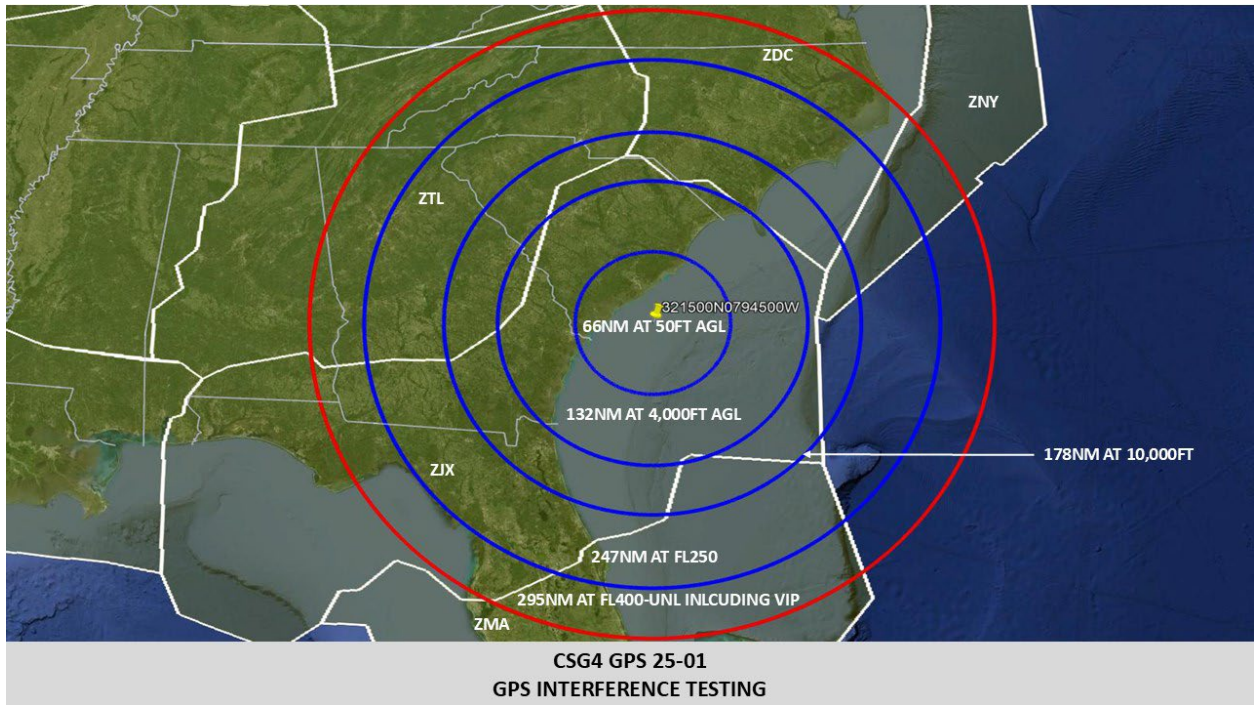 ZDC
ZNY
ZTL
321500N0794500W
66NM AT 50FT AGL
132NM AT 4,000FT AGL
178NM AT 10,000FT
ZJX
247NM AT FL250
295NM AT FL400-UNL INLCUDING VIP
ZMA
CSG4 GPS 25-01
GPS INTERFERENCE TESTING